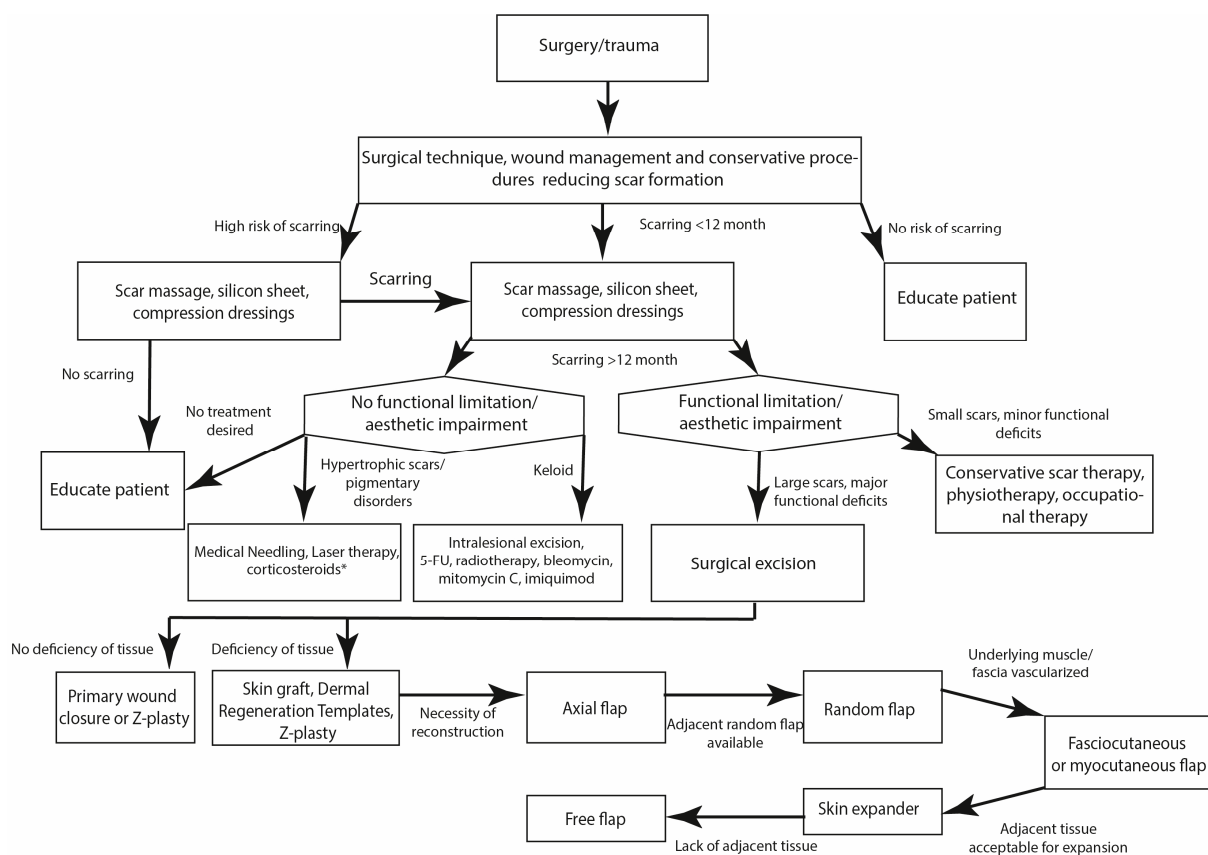 Surgery/trauma
Surgical technique, wound management and conservative proce-
dures reducing scar formation
High risk of scarring
Scarring <12 month
No risk of scarring
Scar massage, silicon sheet,
compression dressings
Scarring
Scar massage, silicon sheet,
compression dressings
Educate patient
No scarring
Scarring >12 month
No functional limitation/
aesthetic impairment
Functional limitation/
aesthetic impairment
No treatment
desired
Small scars, minor functional
deficits
Educate patient
Hypertrophic scars/
pigmentary
disorders
Keloid
Large scars, major
functional deficits
Conservative scar therapy,
physiotherapy, occupatio-
nal therapy
Medical Needling, Laser therapy,
corticosteroids*
Intralesional excision,
5-FU, radiotherapy, bleomycin,
mitomycin C, imiquimod
Surgical excision
No deficiency of tissue
Deficiency of tissue
Primary wound
closure or Z-plasty
Skin graft, Dermal
Regeneration Templates,
Z-plasty
Necessity of
reconstruction
Axial flap
Adjacent random flap
available
Random flap
Underlying muscle/
fascia vascularized
Fasciocutaneous
or myocutaneous flap
Adjacent tissue
acceptable for expansion
Skin expander
Lack of adjacent tissue
Free flap